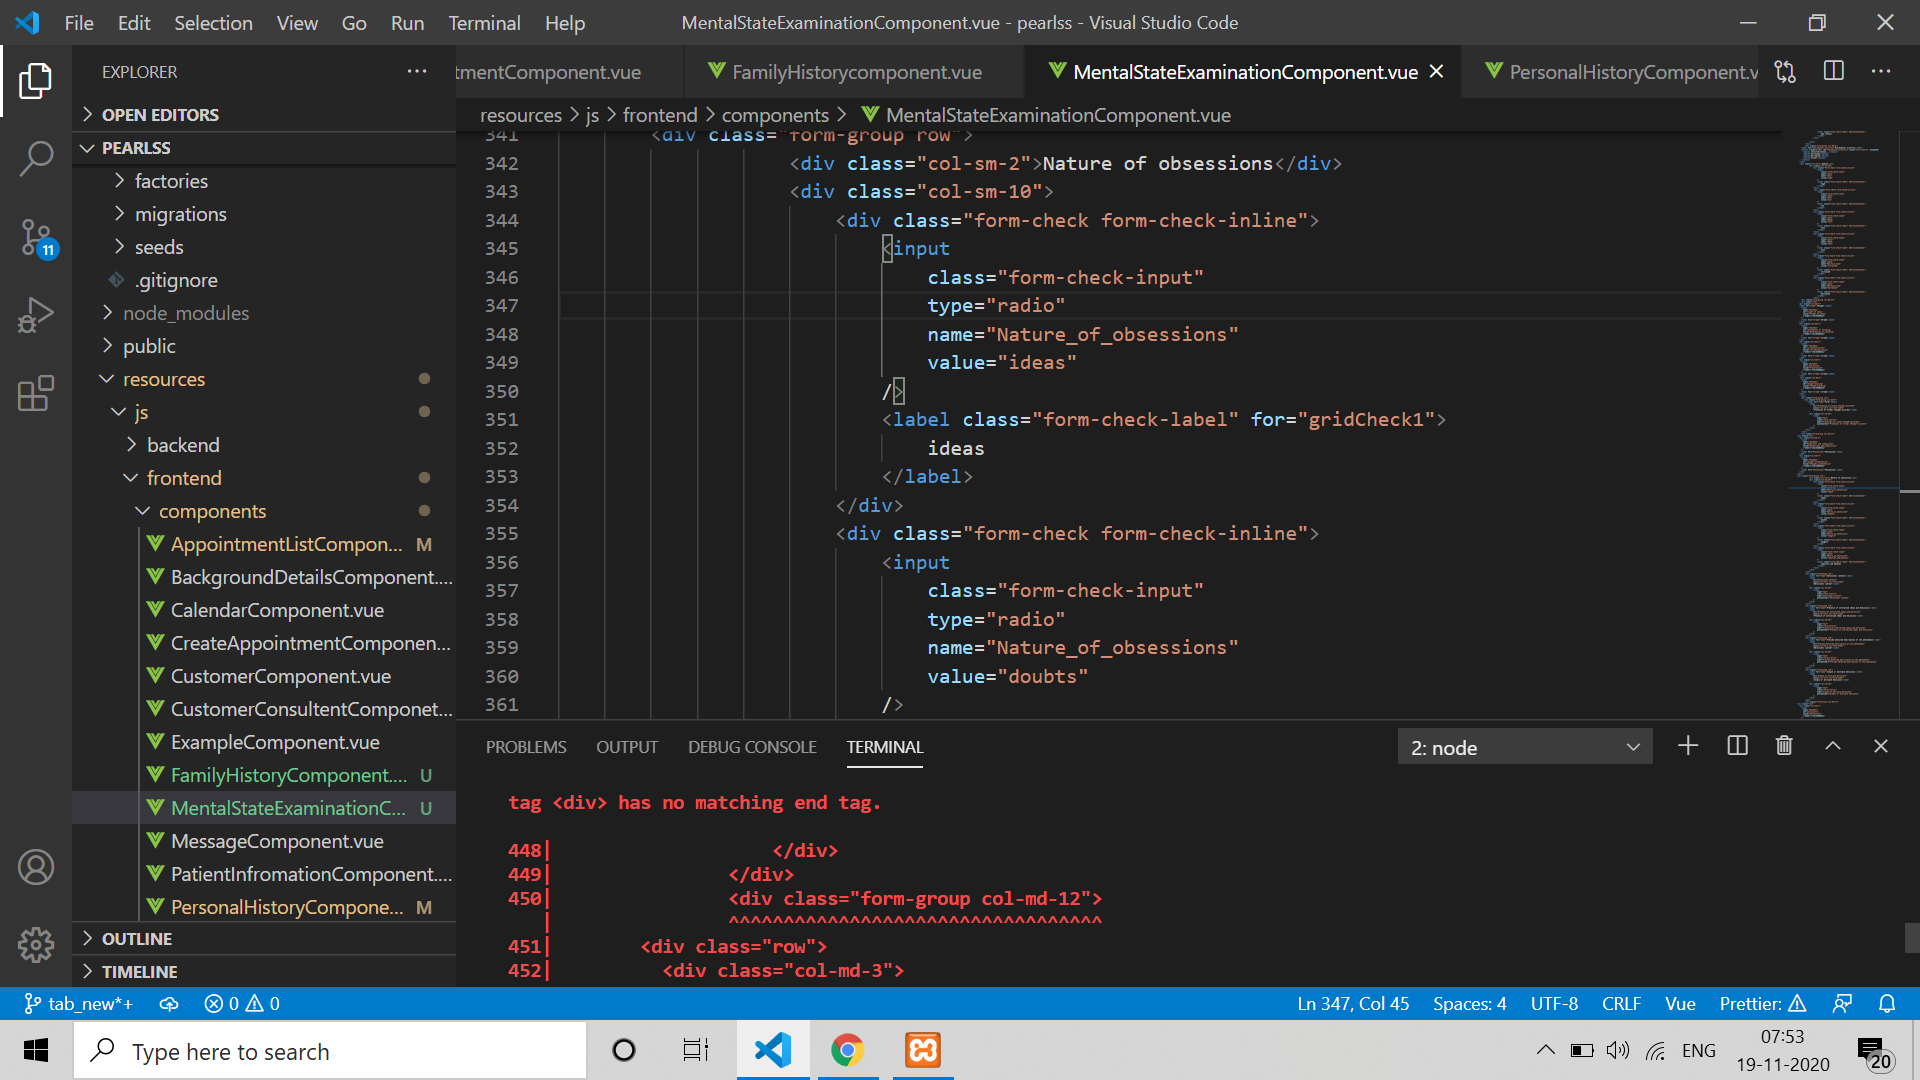 File Edit Selection View Go Run Terminal Help
MentalStateExaminationComponent.vue - pearlss - Visual Studio Code
EXPLORER
tmentComponent.vue
FamilyHistorycomponent.vue
MentalStateExaminationComponent.vue
PersonalHistoryComponent.v
resources > js > frontend > components > MentalStateExaminationComponent.vue
OPEN EDITORS
PEARLSS
factories
migrations
seeds
.gitignore
node_modules
public
resources
js
backend
frontend
components
AppointmentListCompon... M
BackgroundDetailsComponent....
CalendarComponent.vue
CreateAppointmentComponen...
CustomerComponent.vue
CustomerConsultentComponet...
ExampleComponent.vue
FamilyHistoryComponent.... U
MentalStateExaminationC... U
MessageComponent.vue
PatientInfromationComponent....
PersonalHistoryCompone... M
OUTLINE
TIMELINE
11
341 <div class="form-group row">
342 <div class="col-sm-2">Nature of obsessions</div>
343 <div class="col-sm-10">
344 <div class="form-check form-check-inline">
345 <input
346 class="form-check-input"
347 type="radio"
348 name="Nature_of_obsessions"
349 value="ideas"
350 />
351 <label class="form-check-label" for="gridCheck1">
352 ideas
353 </label>
354 </div>
355 <div class="form-check form-check-inline">
356 <input
357 class="form-check-input"
358 type="radio"
359 name="Nature_of_obsessions"
360 value="doubts"
361 />
PROBLEMS OUTPUT DEBUG CONSOLE TERMINAL
2: node
tag <div> has no matching end tag.
448| </div>
449| </div>
450| <div class="form-group col-md-12">
| ^^^^^^^^^^^^^^^^^^^^^^^^^^^^^^^^^^
451| <div class="row">
452| <div class="col-md-3">
tab_new*+
0 0
Ln 347, Col 45 Spaces: 4 UTF-8 CRLF Vue Prettier:
Type here to search
ENG
07:53
19-11-2020
20